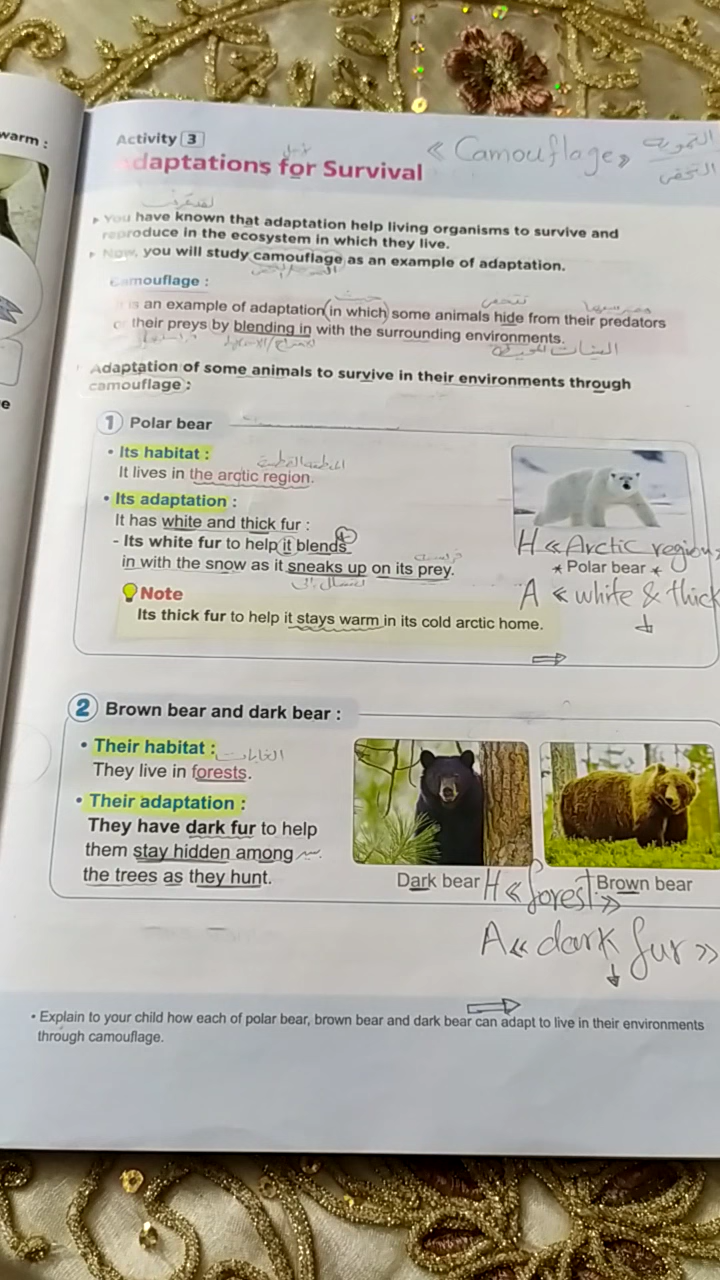 warm :
Activity 3
daptations for Survival
« Camouflage »
التمويه
التخفي
▸ You have known that adaptation help living organisms to survive and
reproduce in the ecosystem in which they live.
▸ Now, you will study camouflage as an example of adaptation.
Camouflage :
is an example of adaptation (in which) some animals hide from their predators
or their preys by blending in with the surrounding environments.
Adaptation of some animals to survive in their environments through
camouflage :
e
1 Polar bear
• Its habitat :
It lives in the arctic region.
• Its adaptation :
It has white and thick fur :
- Its white fur to help it blends
in with the snow as it sneaks up on its prey.
Note
Its thick fur to help it stays warm in its cold arctic home.
H « Arctic region
* Polar bear *
A « white & thick
2 Brown bear and dark bear :
• Their habitat :
الغابات
They live in forests.
• Their adaptation :
They have dark fur to help
them stay hidden among
the trees as they hunt.
Dark bear
Brown bear
H « forest »
A « dark fur »
• Explain to your child how each of polar bear, brown bear and dark bear can adapt to live in their environments
through camouflage.